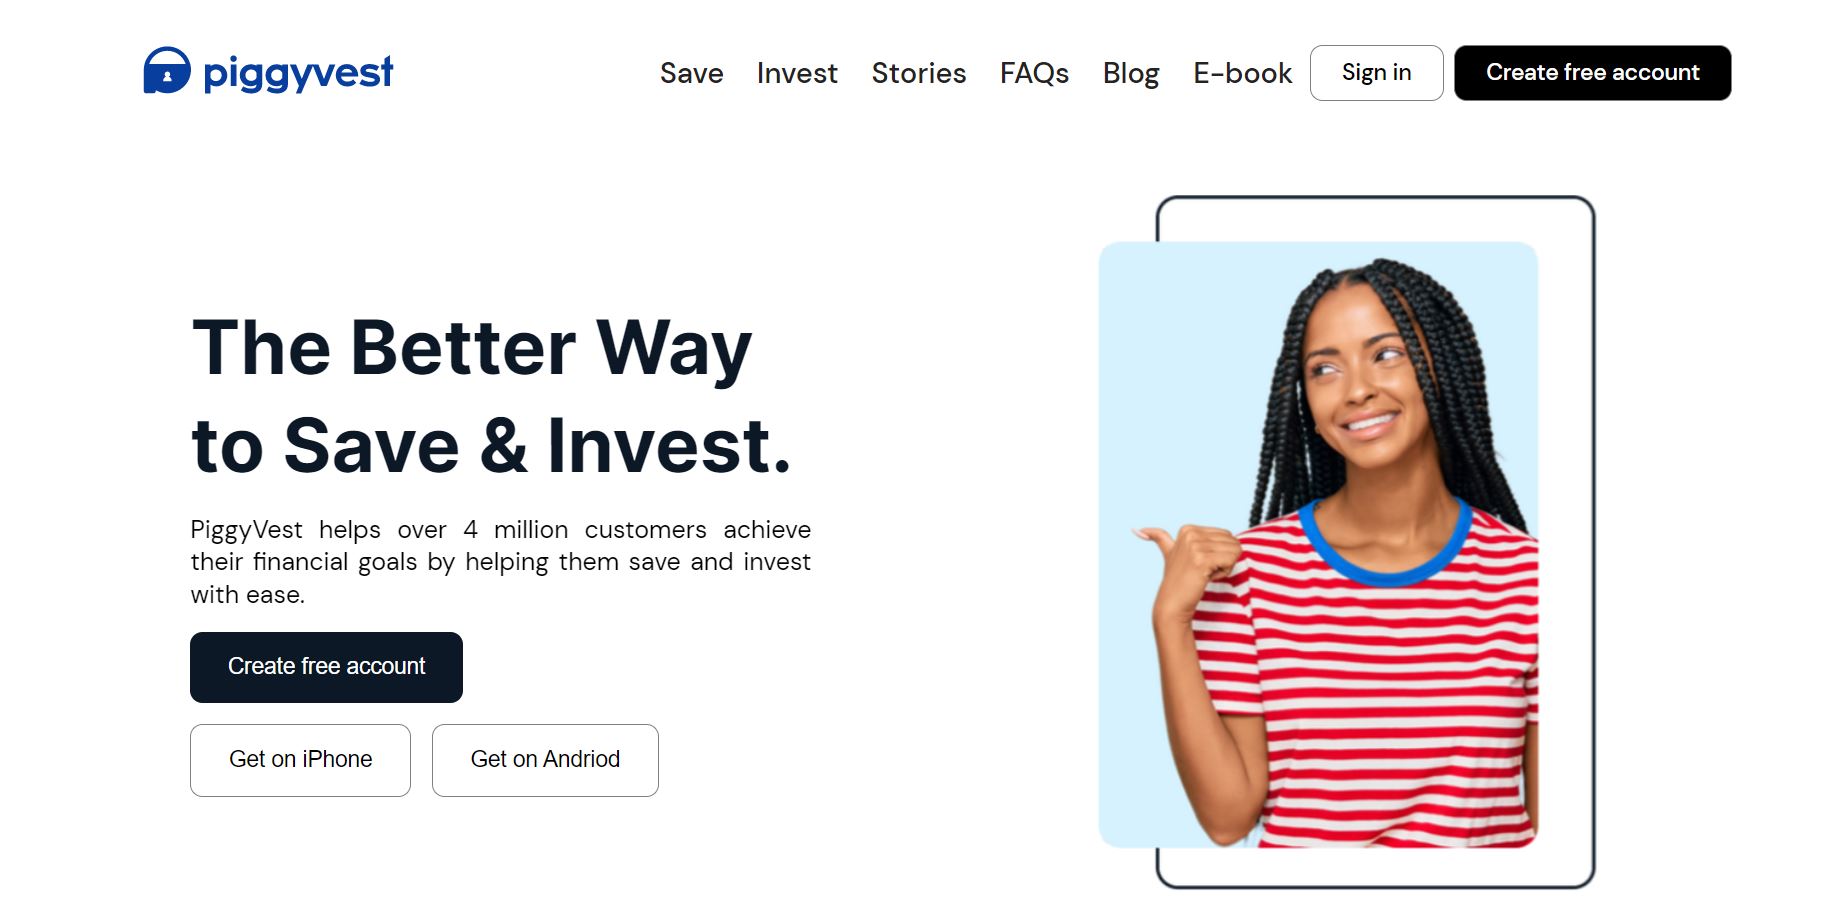 piggyvest
Save Invest Stories FAQs Blog E-book Sign in Create free account
The Better Way
to Save & Invest.
PiggyVest helps over 4 million customers achieve
their financial goals by helping them save and invest
with ease.
Create free account
Get on iPhone Get on Andriod